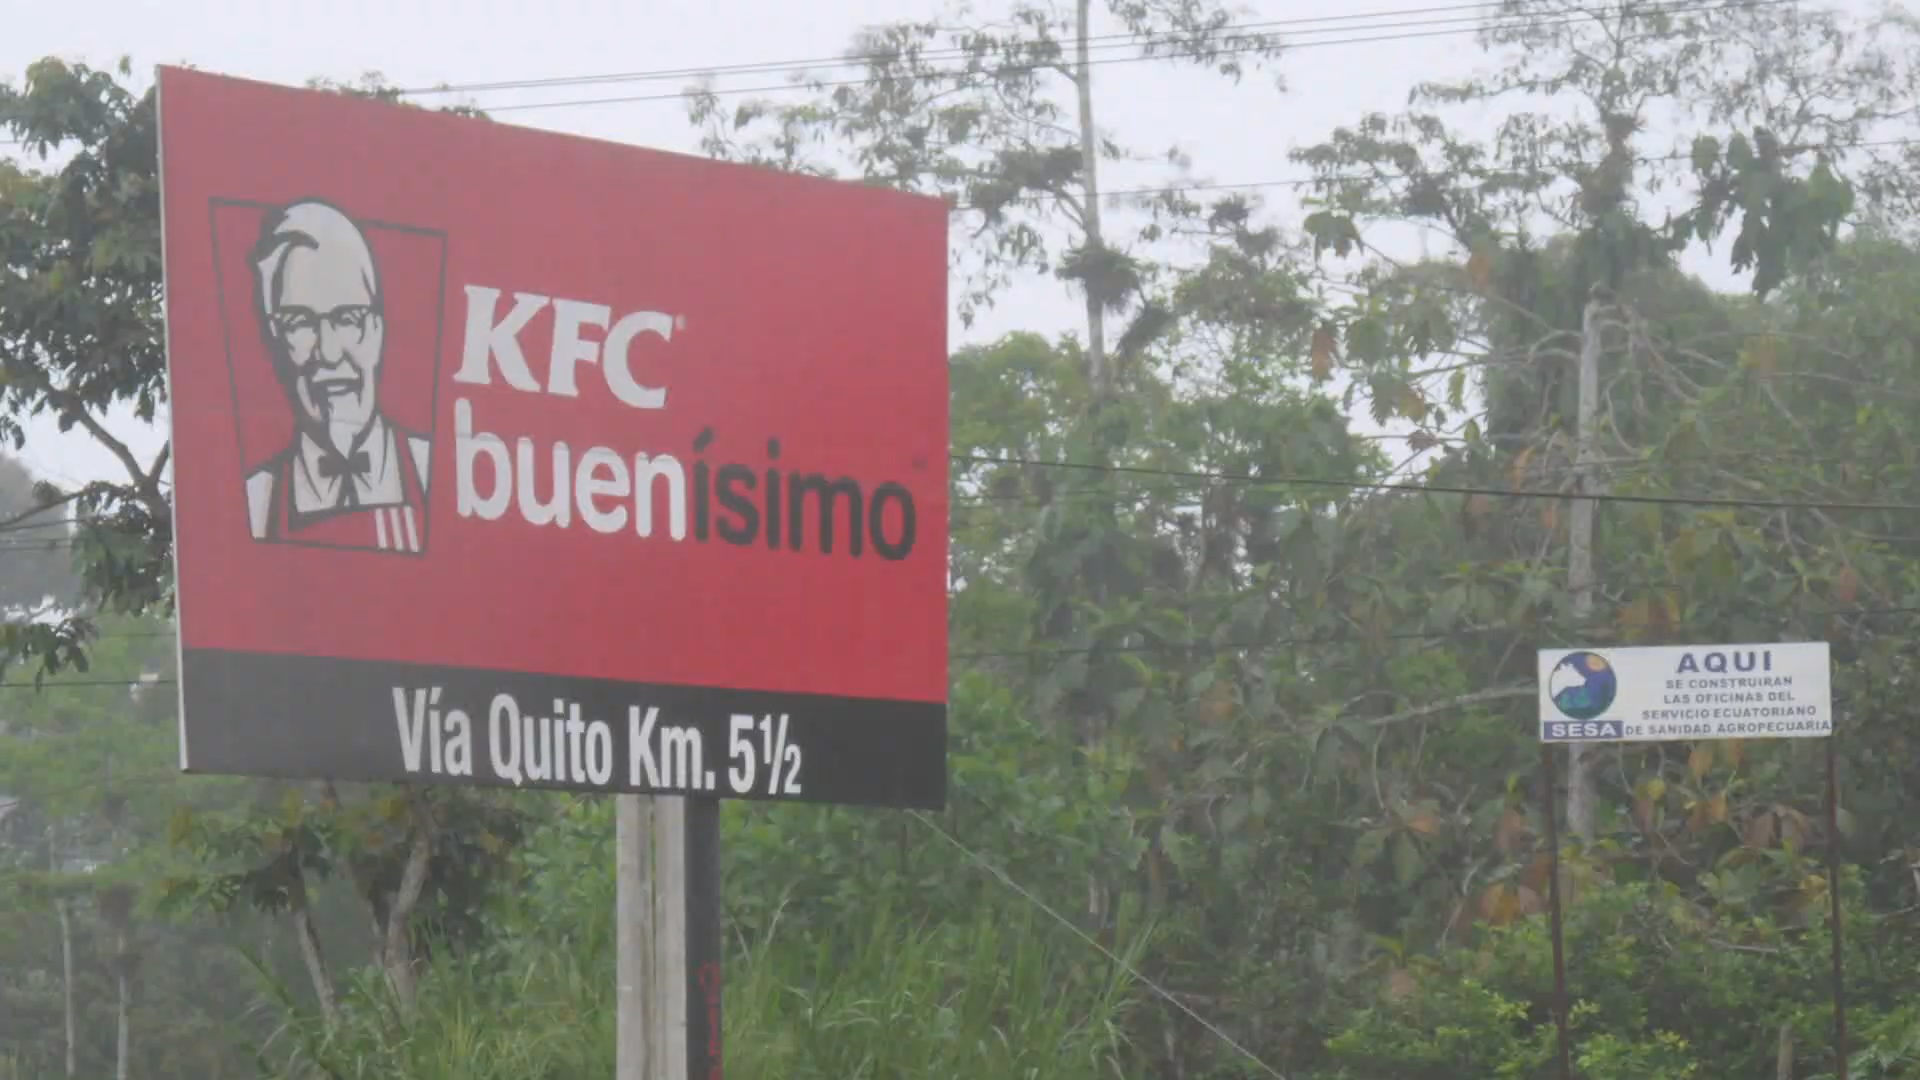 KFC
buenísimo
Vía Quito Km. 5½
AQUI
SE CONSTRUIRAN
LAS OFICINAS DEL
SERVICIO ECUATORIANO
DE SANIDAD AGROPECUARIA
SESA